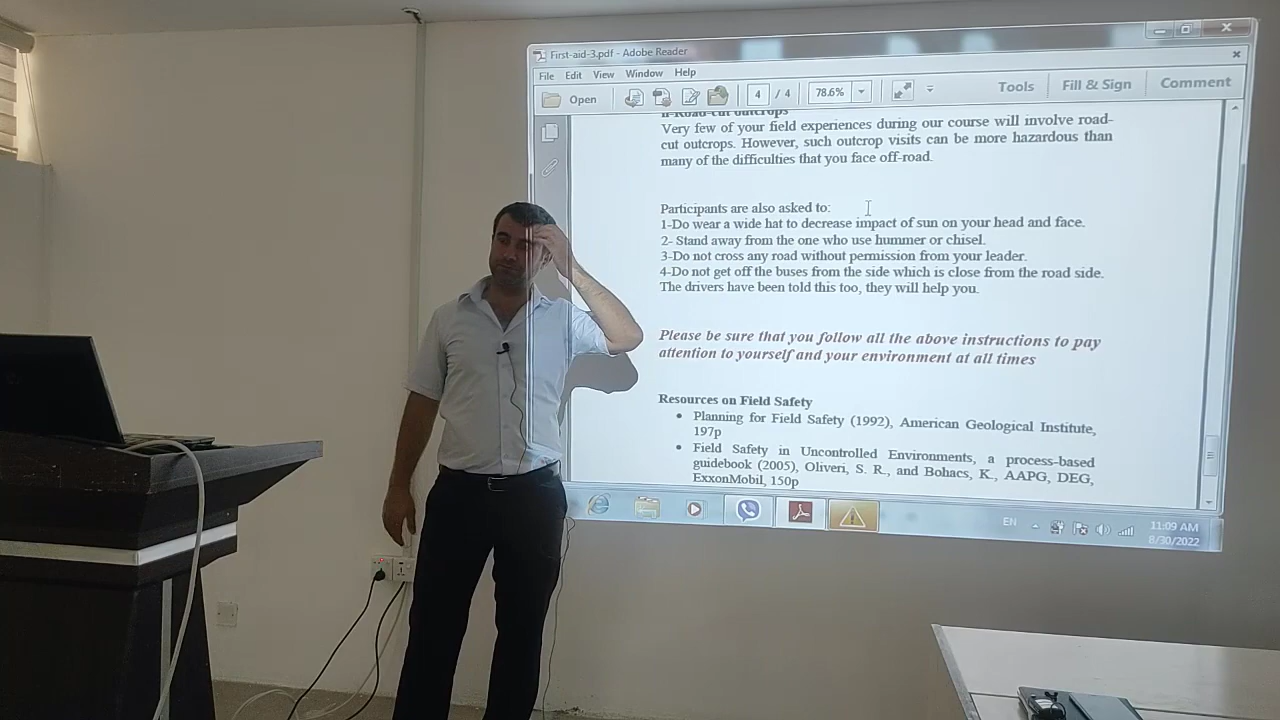 First-aid-3.pdf - Adobe Reader
File Edit View Window Help
Open 4 / 4 78.6% Tools Fill & Sign Comment
II-Road-cut outcrops
Very few of your field experiences during our course will involve road-
cut outcrops. However, such outcrop visits can be more hazardous than
many of the difficulties that you face off-road.
Participants are also asked to:
1-Do wear a wide hat to decrease impact of sun on your head and face.
2- Stand away from the one who use hummer or chisel.
3-Do not cross any road without permission from your leader.
4-Do not get off the buses from the side which is close from the road side.
The drivers have been told this too, they will help you.
Please be sure that you follow all the above instructions to pay
attention to yourself and your environment at all times
Resources on Field Safety
• Planning for Field Safety (1992), American Geological Institute,
197p
• Field Safety in Uncontrolled Environments, a process-based
guidebook (2005), Oliveri, S. R., and Bohacs, K., AAPG, DEG,
ExxonMobil, 150p
EN 11:09 AM
8/30/2022